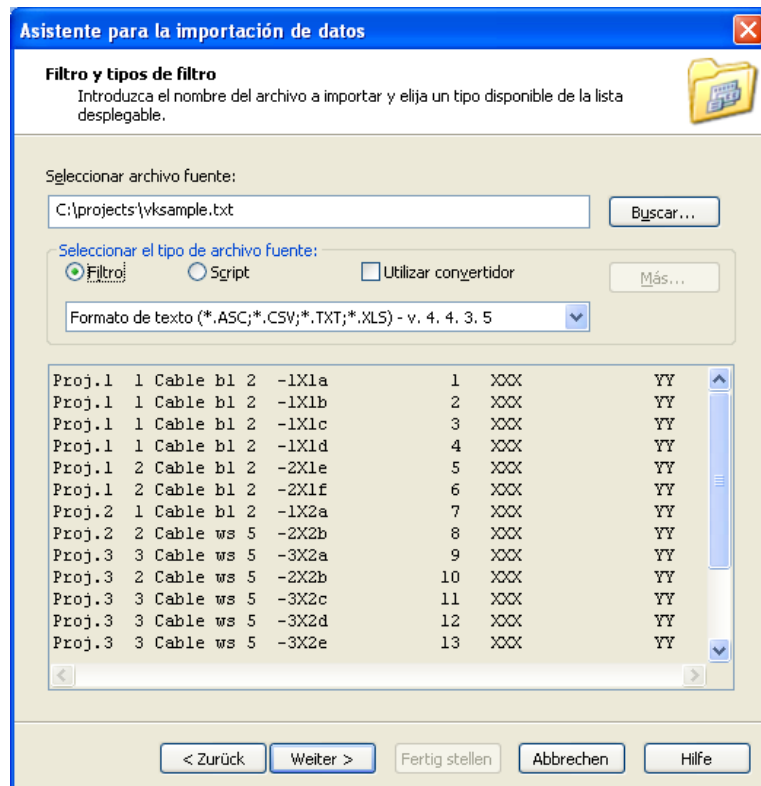 Asistente para la importación de datos
Filtro y tipos de filtro
Introduzca el nombre del archivo a importar y elija un tipo disponible de la lista
desplegable.
Seleccionar archivo fuente:
C:\projects\vksample.txt
Buscar...
Seleccionar el tipo de archivo fuente:
Filtro Script Utilizar convertidor Más...
Formato de texto (*.ASC;*.CSV;*.TXT;*.XLS) - v. 4. 4. 3. 5
Proj.1 1 Cable bl 2 -1X1a 1 XXX YY
Proj.1 1 Cable bl 2 -1X1b 2 XXX YY
Proj.1 1 Cable bl 2 -1X1c 3 XXX YY
Proj.1 1 Cable bl 2 -1X1d 4 XXX YY
Proj.1 2 Cable bl 2 -2X1e 5 XXX YY
Proj.1 2 Cable bl 2 -2X1f 6 XXX YY
Proj.2 1 Cable bl 2 -1X2a 7 XXX YY
Proj.2 2 Cable ws 5 -2X2b 8 XXX YY
Proj.3 3 Cable ws 5 -3X2a 9 XXX YY
Proj.3 2 Cable ws 5 -2X2b 10 XXX YY
Proj.3 3 Cable ws 5 -3X2c 11 XXX YY
Proj.3 3 Cable ws 5 -3X2d 12 XXX YY
Proj.3 3 Cable ws 5 -3X2e 13 XXX YY
< Zurück Weiter > Fertig stellen Abbrechen Hilfe